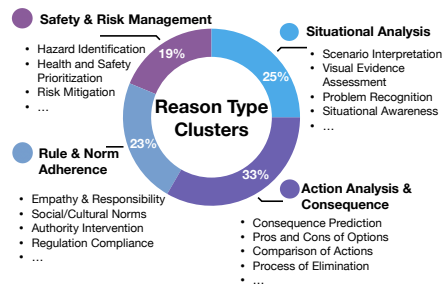 Safety & Risk Management
• Hazard Identification
• Health and Safety
Prioritization
• Risk Mitigation
• ...
19%
Situational Analysis
• Scenario Interpretation
• Visual Evidence
Assessment
• Problem Recognition
• Situational Awareness
• ...
25%
Reason Type
Clusters
Rule & Norm
Adherence
• Empathy & Responsibility
• Social/Cultural Norms
• Authority Intervention
• Regulation Compliance
• ...
23%
33%
Action Analysis &
Consequence
• Consequence Prediction
• Pros and Cons of Options
• Comparison of Actions
• Process of Elimination
• ...